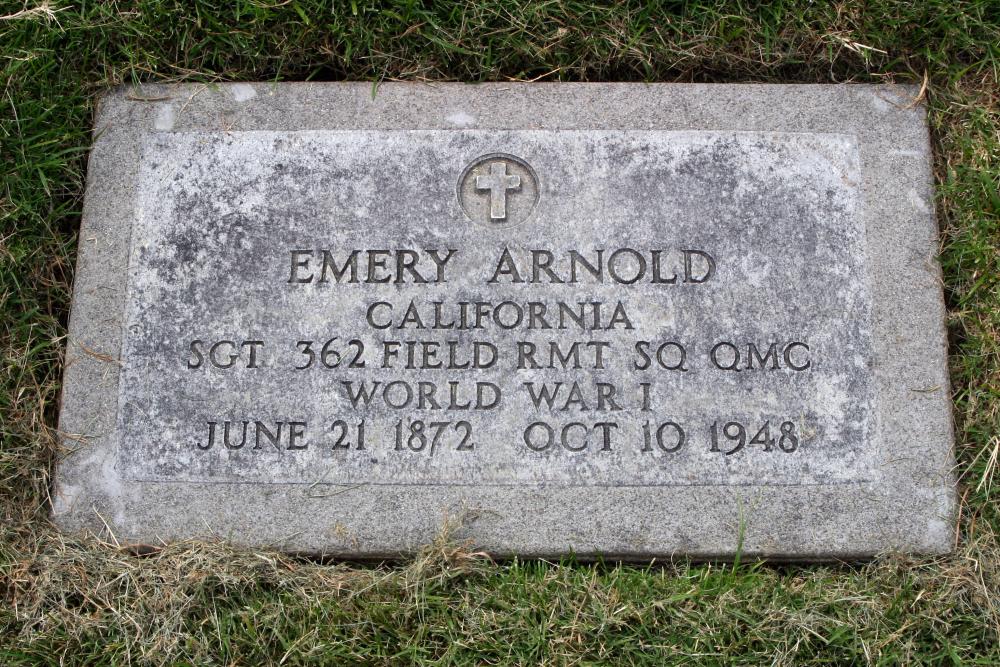 EMERY ARNOLD
CALIFORNIA
SGT 362 FIELD RMT SQ QMC
WORLD WAR I
JUNE 21 1872 OCT 10 1948